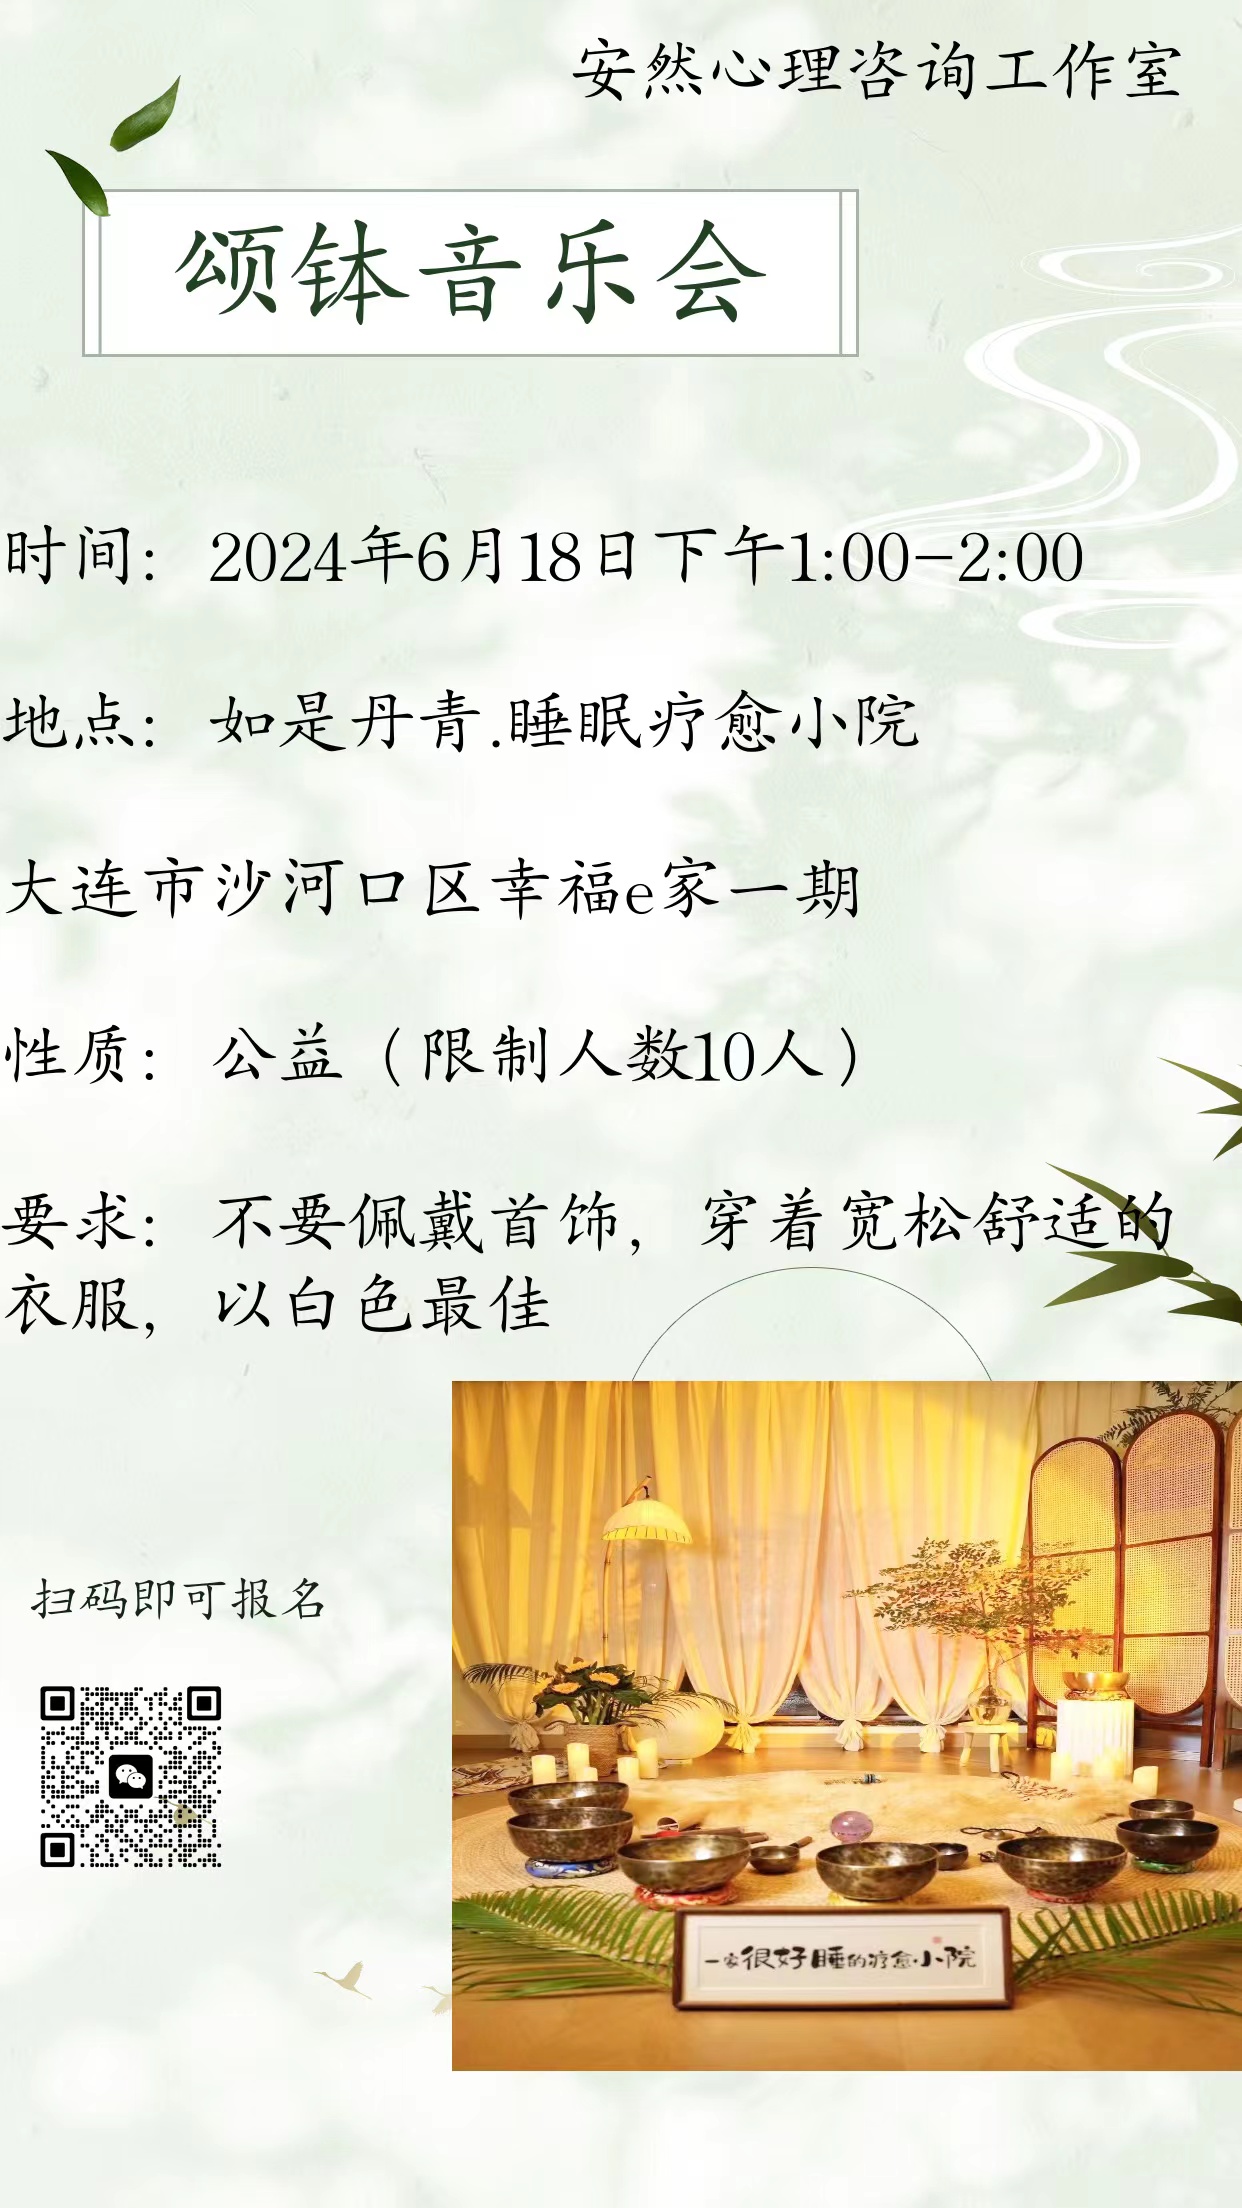 安然心理咨询工作室
颂钵音乐会
时间： 2024年6月18日下午1:00-2:00
地点： 如是丹青.睡眠疗愈小院
大连市沙河口区幸福e家一期
性质： 公益（限制人数10人）
要求： 不要佩戴首饰， 穿着宽松舒适的
衣服， 以白色最佳
扫码即可报名
一家很好睡的疗愈·小院